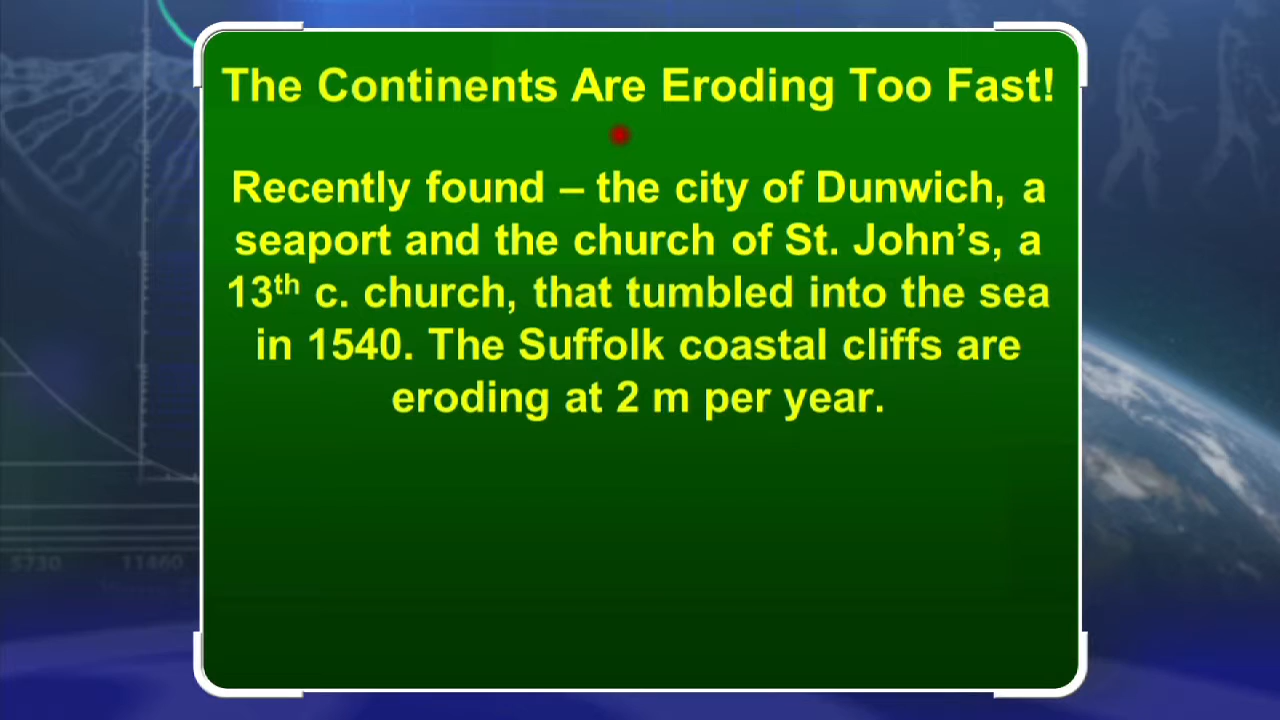 The Continents Are Eroding Too Fast!
Recently found – the city of Dunwich, a
seaport and the church of St. John’s, a
13th c. church, that tumbled into the sea
in 1540. The Suffolk coastal cliffs are
eroding at 2 m per year.
5730 11460